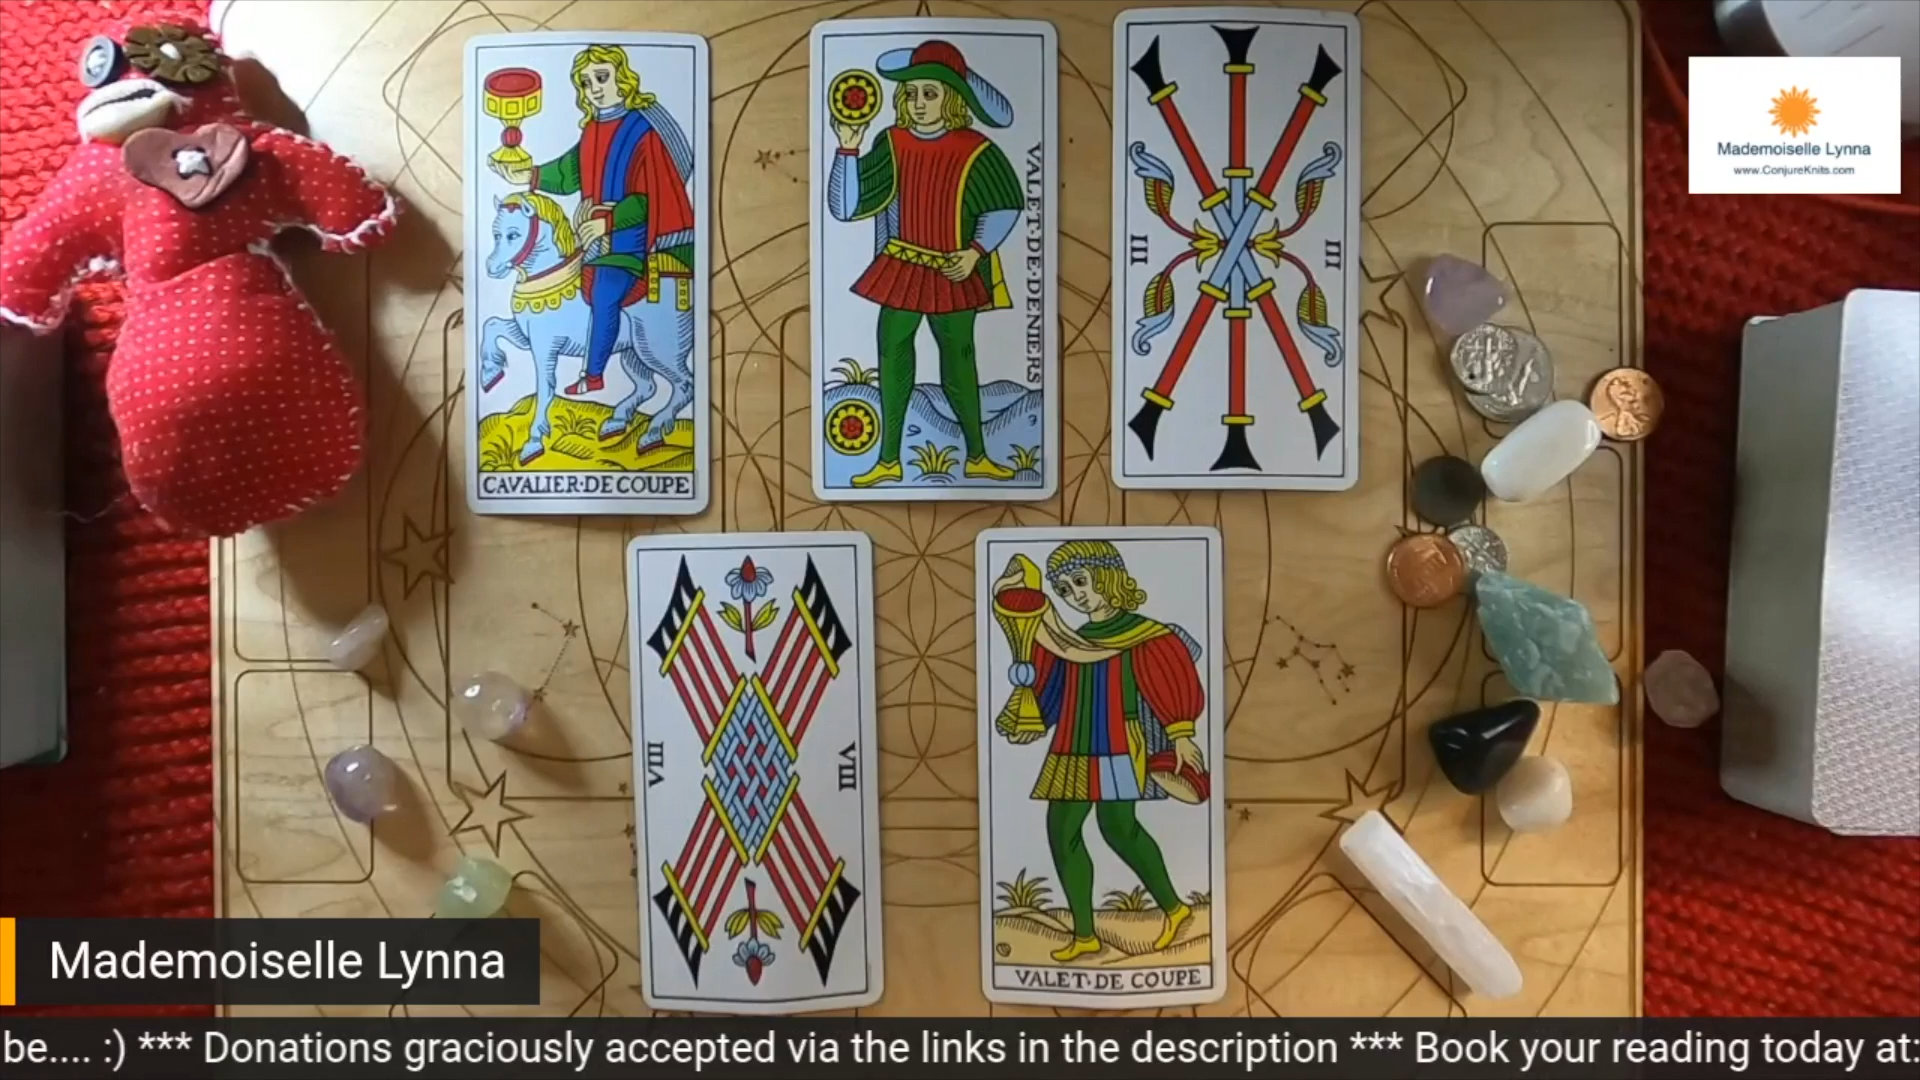 CAVALIER·DE COUPE
VALET·DE·DENIERS
III
III
Mademoiselle Lynna
www.ConjureKnits.com
VIII
VIII
VALET·DE COUPE
Mademoiselle Lynna
be.... :) *** Donations graciously accepted via the links in the description *** Book your reading today at: